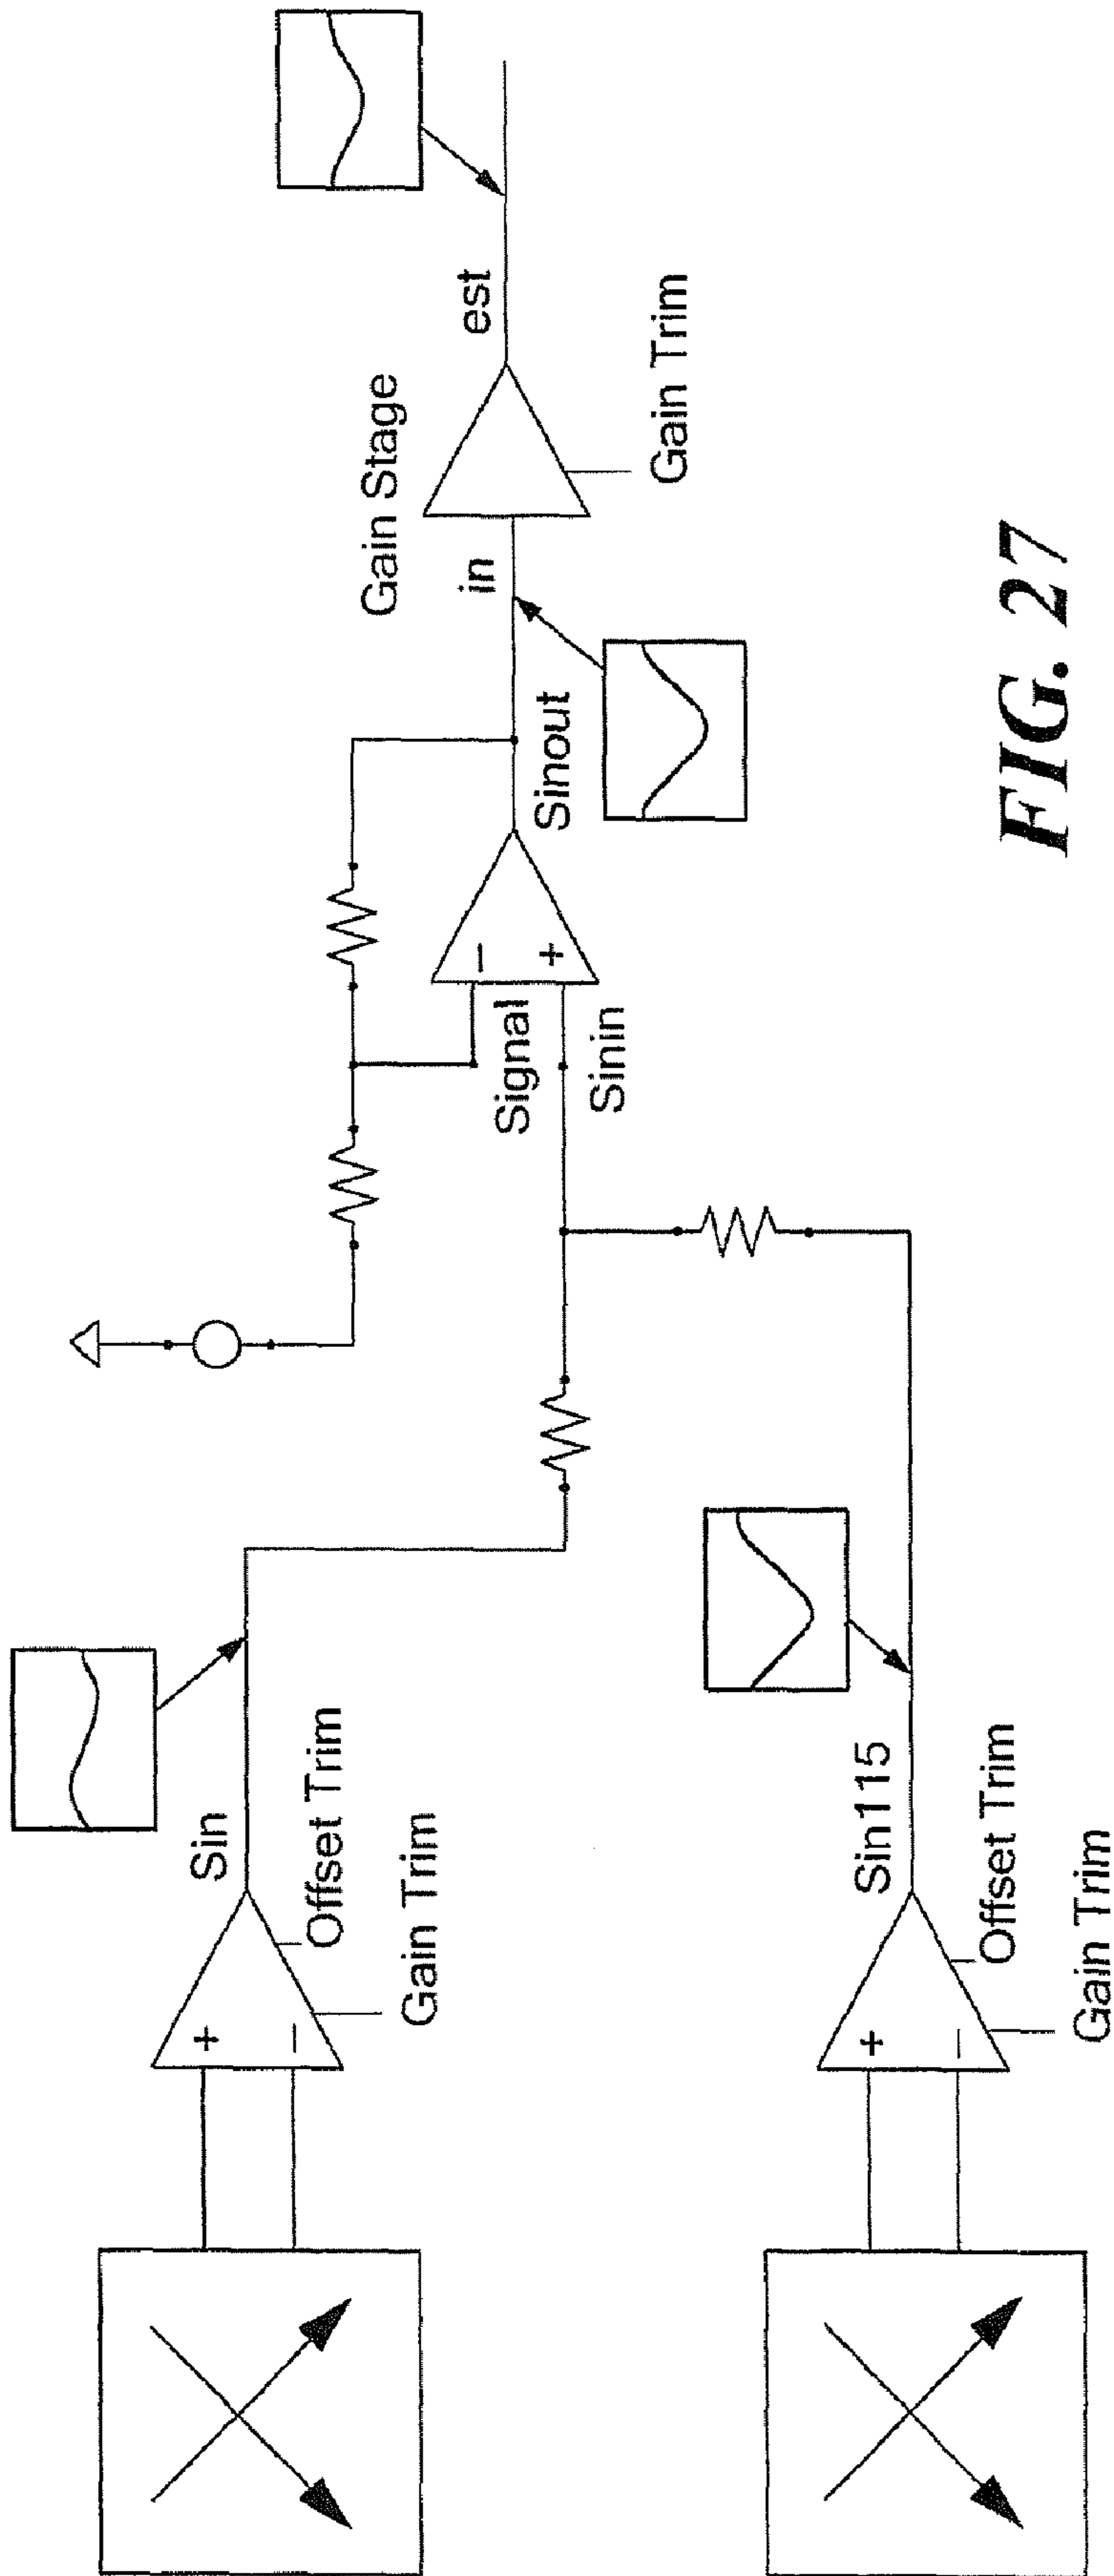 Sin
+
−
Offset Trim
Gain Trim
Sin115
+
−
Offset Trim
Gain Trim
Signal
Sinin
−
+
Sinout
in
Gain Stage
est
Gain Trim
FIG. 27